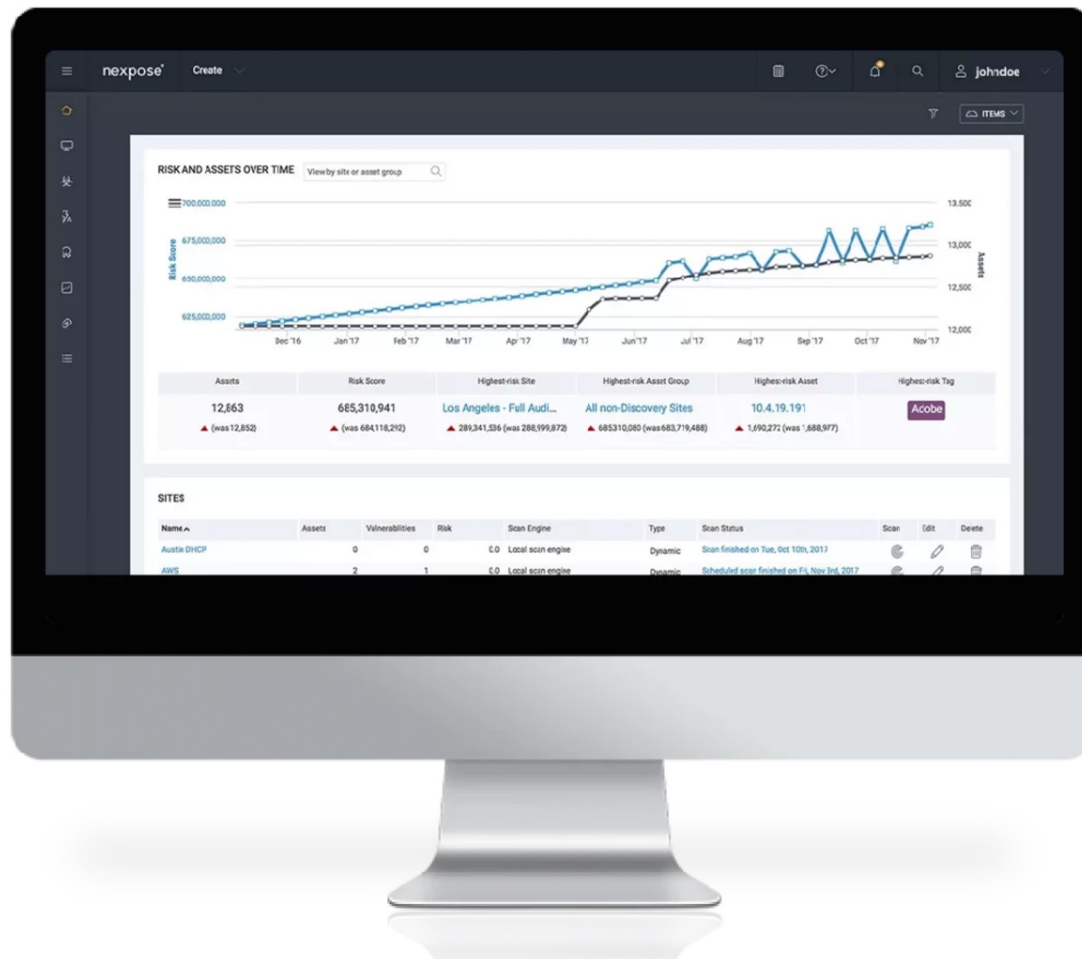 nexpose Create johndoe
ITEMS
RISK AND ASSETS OVER TIME View by site or asset group
700,000,000 13,500
675,000,000 13,000
650,000,000 12,500
625,000,000 12,000
Risk Score
Assets
Dec '16 Jan '17 Feb '17 Mar '17 Apr '17 May '17 Jun '17 Jul '17 Aug '17 Sep '17 Oct '17 Nov '17
Assets Risk Score Highest-risk Site Highest-risk Asset Group Highest-risk Asset Highest-risk Tag
12,863 685,310,941 Los Angeles - Full Audi... All non-Discovery Sites 10.4.19.191 Acobe
(was 12,852) (was 684,118,292) 289,341,536 (was 288,999,872) 685310,080 (was 683,719,488) 1,690,272 (was 1,688,977)
SITES
Name Assets Vulnerabilities Risk Scan Engine Type Scan Status Scan Edit Delete
Austin DHCP 0 0 0.0 Local scan engine Dynamic Scan finished on Tue, Oct 10th, 2017
AWS 2 1 0.0 Local scan engine Dynamic Scheduled scan finished on Fri, Nov 3rd, 2017